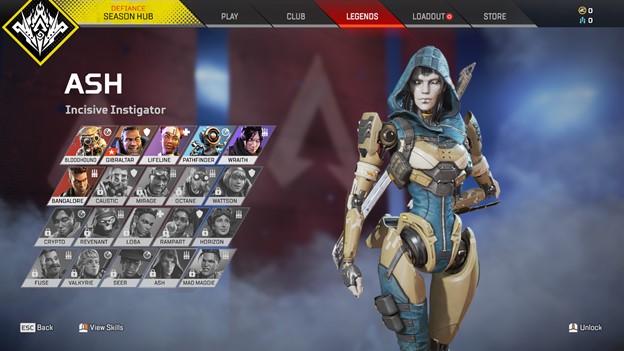 DEFIANCE
SEASON HUB
PLAY
CLUB
LEGENDS
LOADOUT
STORE
0
0
ASH
Incisive Instigator
BLOODHOUND
GIBRALTAR
LIFELINE
PATHFINDER
WRAITH
BANGALORE
CAUSTIC
MIRAGE
OCTANE
WATTSON
CRYPTO
REVENANT
LOBA
RAMPART
HORIZON
FUSE
VALKYRIE
SEER
ASH
MAD MAGGIE
ESC Back
View Skills
Unlock